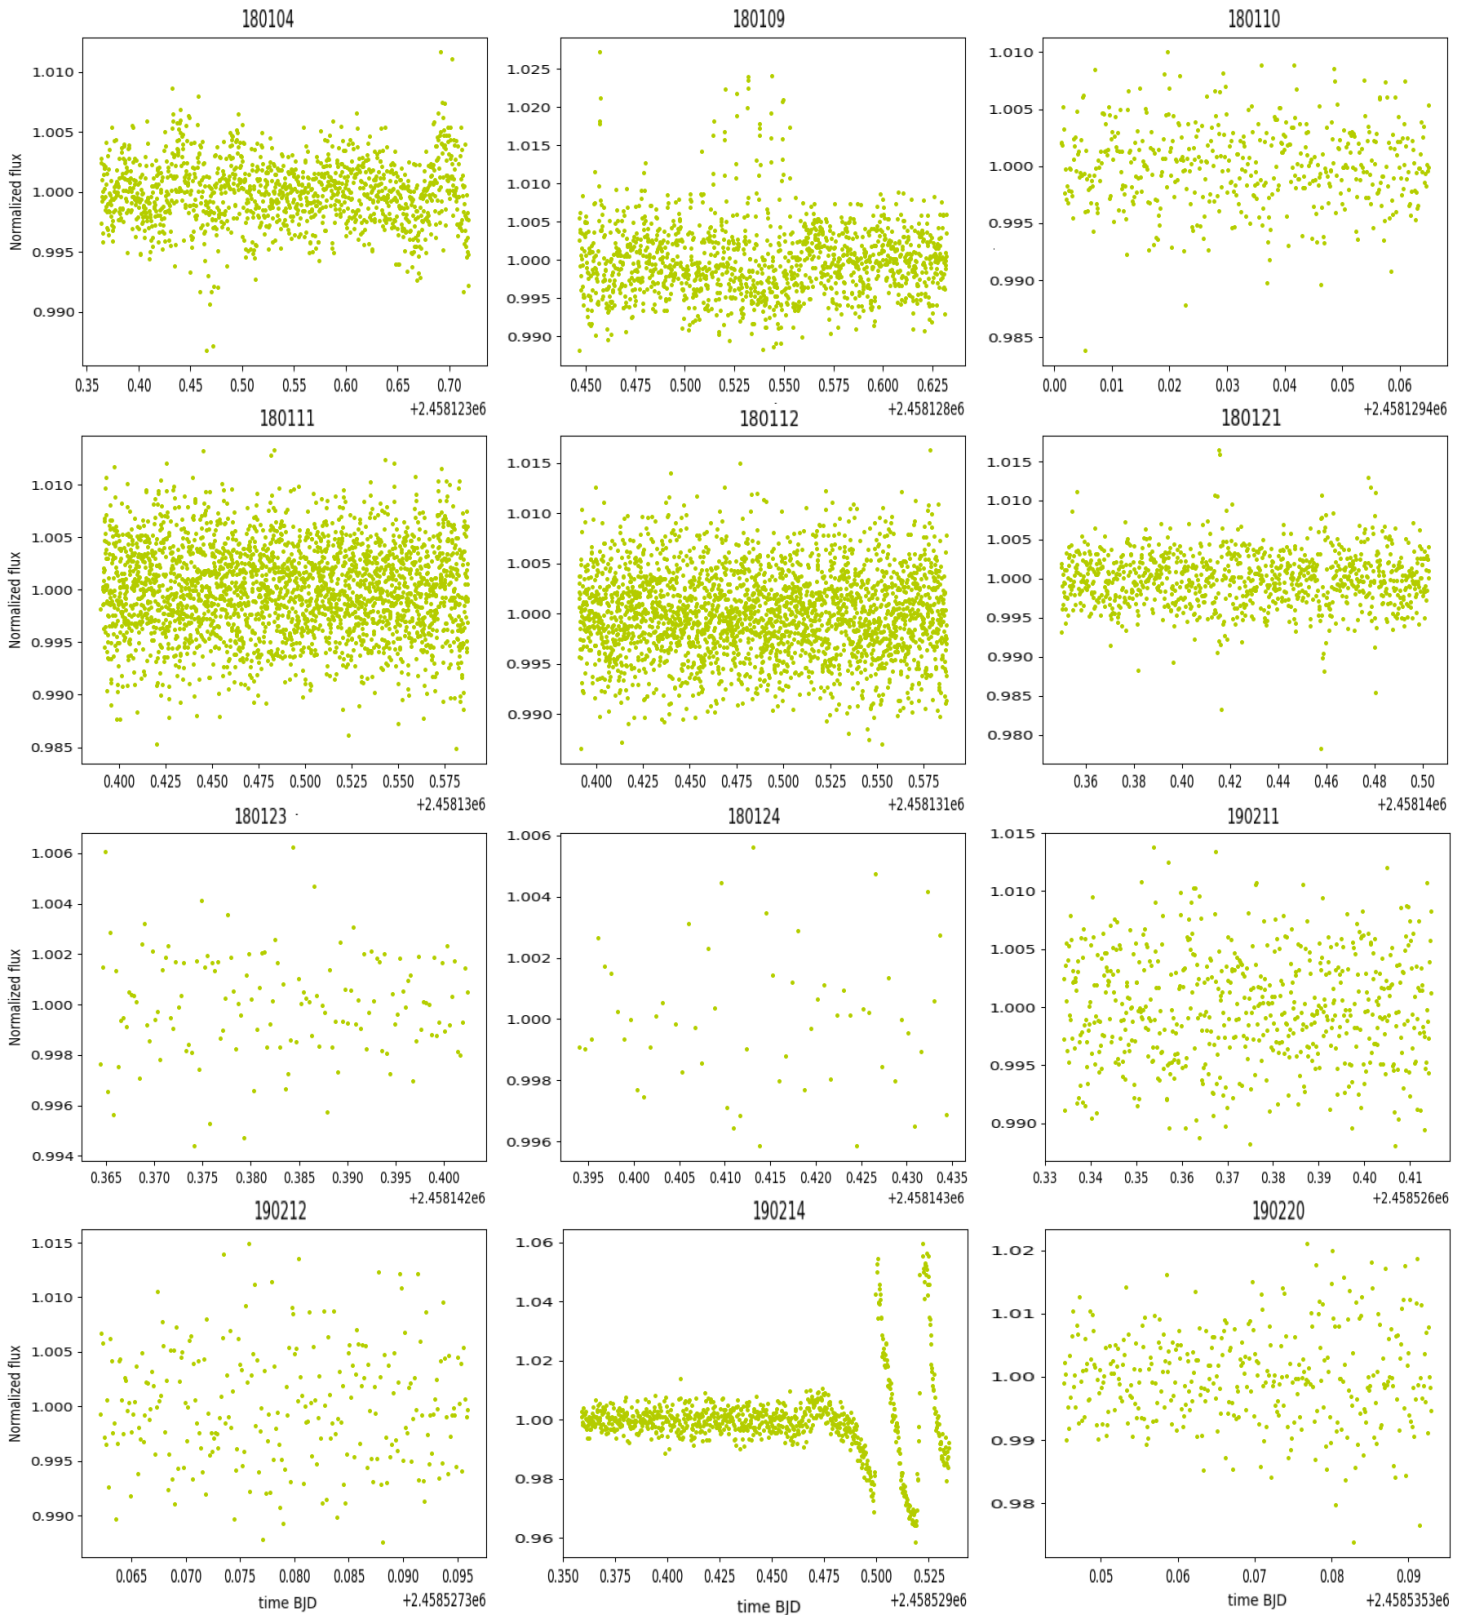 180104
180109
180110
Normalized flux
1.010
1.005
1.000
0.995
0.990
0.35 0.40 0.45 0.50 0.55 0.60 0.65 0.70
+2.458123e6
1.025
1.020
1.015
1.010
1.005
1.000
0.995
0.990
0.450 0.475 0.500 0.525 0.550 0.575 0.600 0.625
+2.458128e6
1.010
1.005
1.000
0.995
0.990
0.985
0.00 0.01 0.02 0.03 0.04 0.05 0.06
+2.4581294e6
180111
180112
180121
Normalized flux
1.010
1.005
1.000
0.995
0.990
0.985
0.400 0.425 0.450 0.475 0.500 0.525 0.550 0.575
+2.45813e6
1.015
1.010
1.005
1.000
0.995
0.990
0.400 0.425 0.450 0.475 0.500 0.525 0.550 0.575
+2.458131e6
1.015
1.010
1.005
1.000
0.995
0.990
0.985
0.980
0.36 0.38 0.40 0.42 0.44 0.46 0.48 0.50
+2.45814e6
180123
180124
190211
Normalized flux
1.006
1.004
1.002
1.000
0.998
0.996
0.994
0.365 0.370 0.375 0.380 0.385 0.390 0.395 0.400
+2.458142e6
1.006
1.004
1.002
1.000
0.998
0.996
0.395 0.400 0.405 0.410 0.415 0.420 0.425 0.430 0.435
+2.458143e6
1.015
1.010
1.005
1.000
0.995
0.990
0.33 0.34 0.35 0.36 0.37 0.38 0.39 0.40 0.41
+2.458526e6
190212
190214
190220
Normalized flux
1.015
1.010
1.005
1.000
0.995
0.990
0.065 0.070 0.075 0.080 0.085 0.090 0.095
time BJD
+2.4585273e6
1.06
1.04
1.02
1.00
0.98
0.96
0.350 0.375 0.400 0.425 0.450 0.475 0.500 0.525
time BJD
+2.458529e6
1.02
1.01
1.00
0.99
0.98
0.05 0.06 0.07 0.08 0.09
time BJD
+2.4585353e6